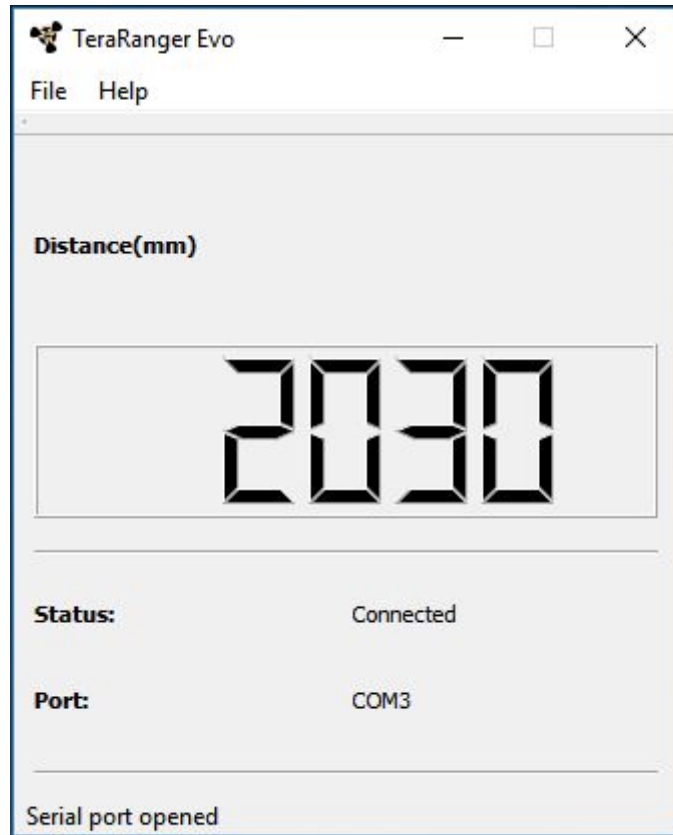 TeraRanger Evo
File Help
Distance(mm)
2030
Status: Connected
Port: COM3
Serial port opened